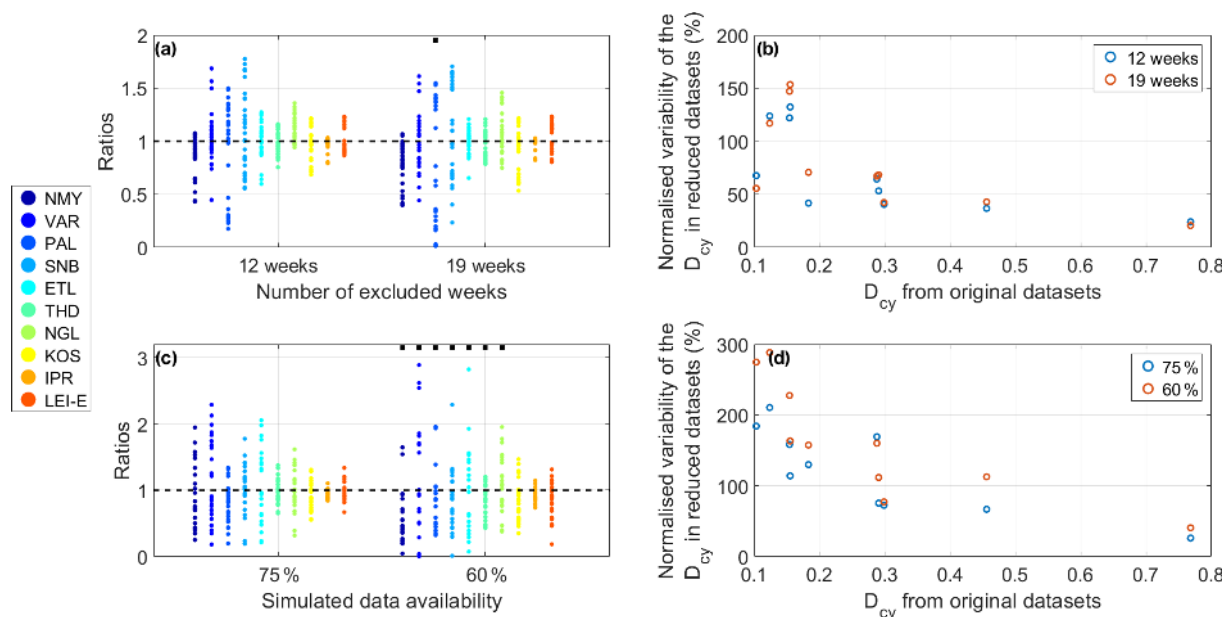 (a)
2
1.5
1
0.5
0
Ratios
12 weeks
19 weeks
Number of excluded weeks
(b)
200
150
100
50
0
Normalised variability of the
D_cy in reduced datasets (%)
12 weeks
19 weeks
0.1 0.2 0.3 0.4 0.5 0.6 0.7 0.8
D_cy from original datasets
NMY
VAR
PAL
SNB
ETL
THD
NGL
KOS
IPR
LEI-E
(c)
3
2
1
0
Ratios
75 %
60 %
Simulated data availability
(d)
300
200
100
0
Normalised variability of the
D_cy in reduced datasets (%)
75 %
60 %
0.1 0.2 0.3 0.4 0.5 0.6 0.7 0.8
D_cy from original datasets